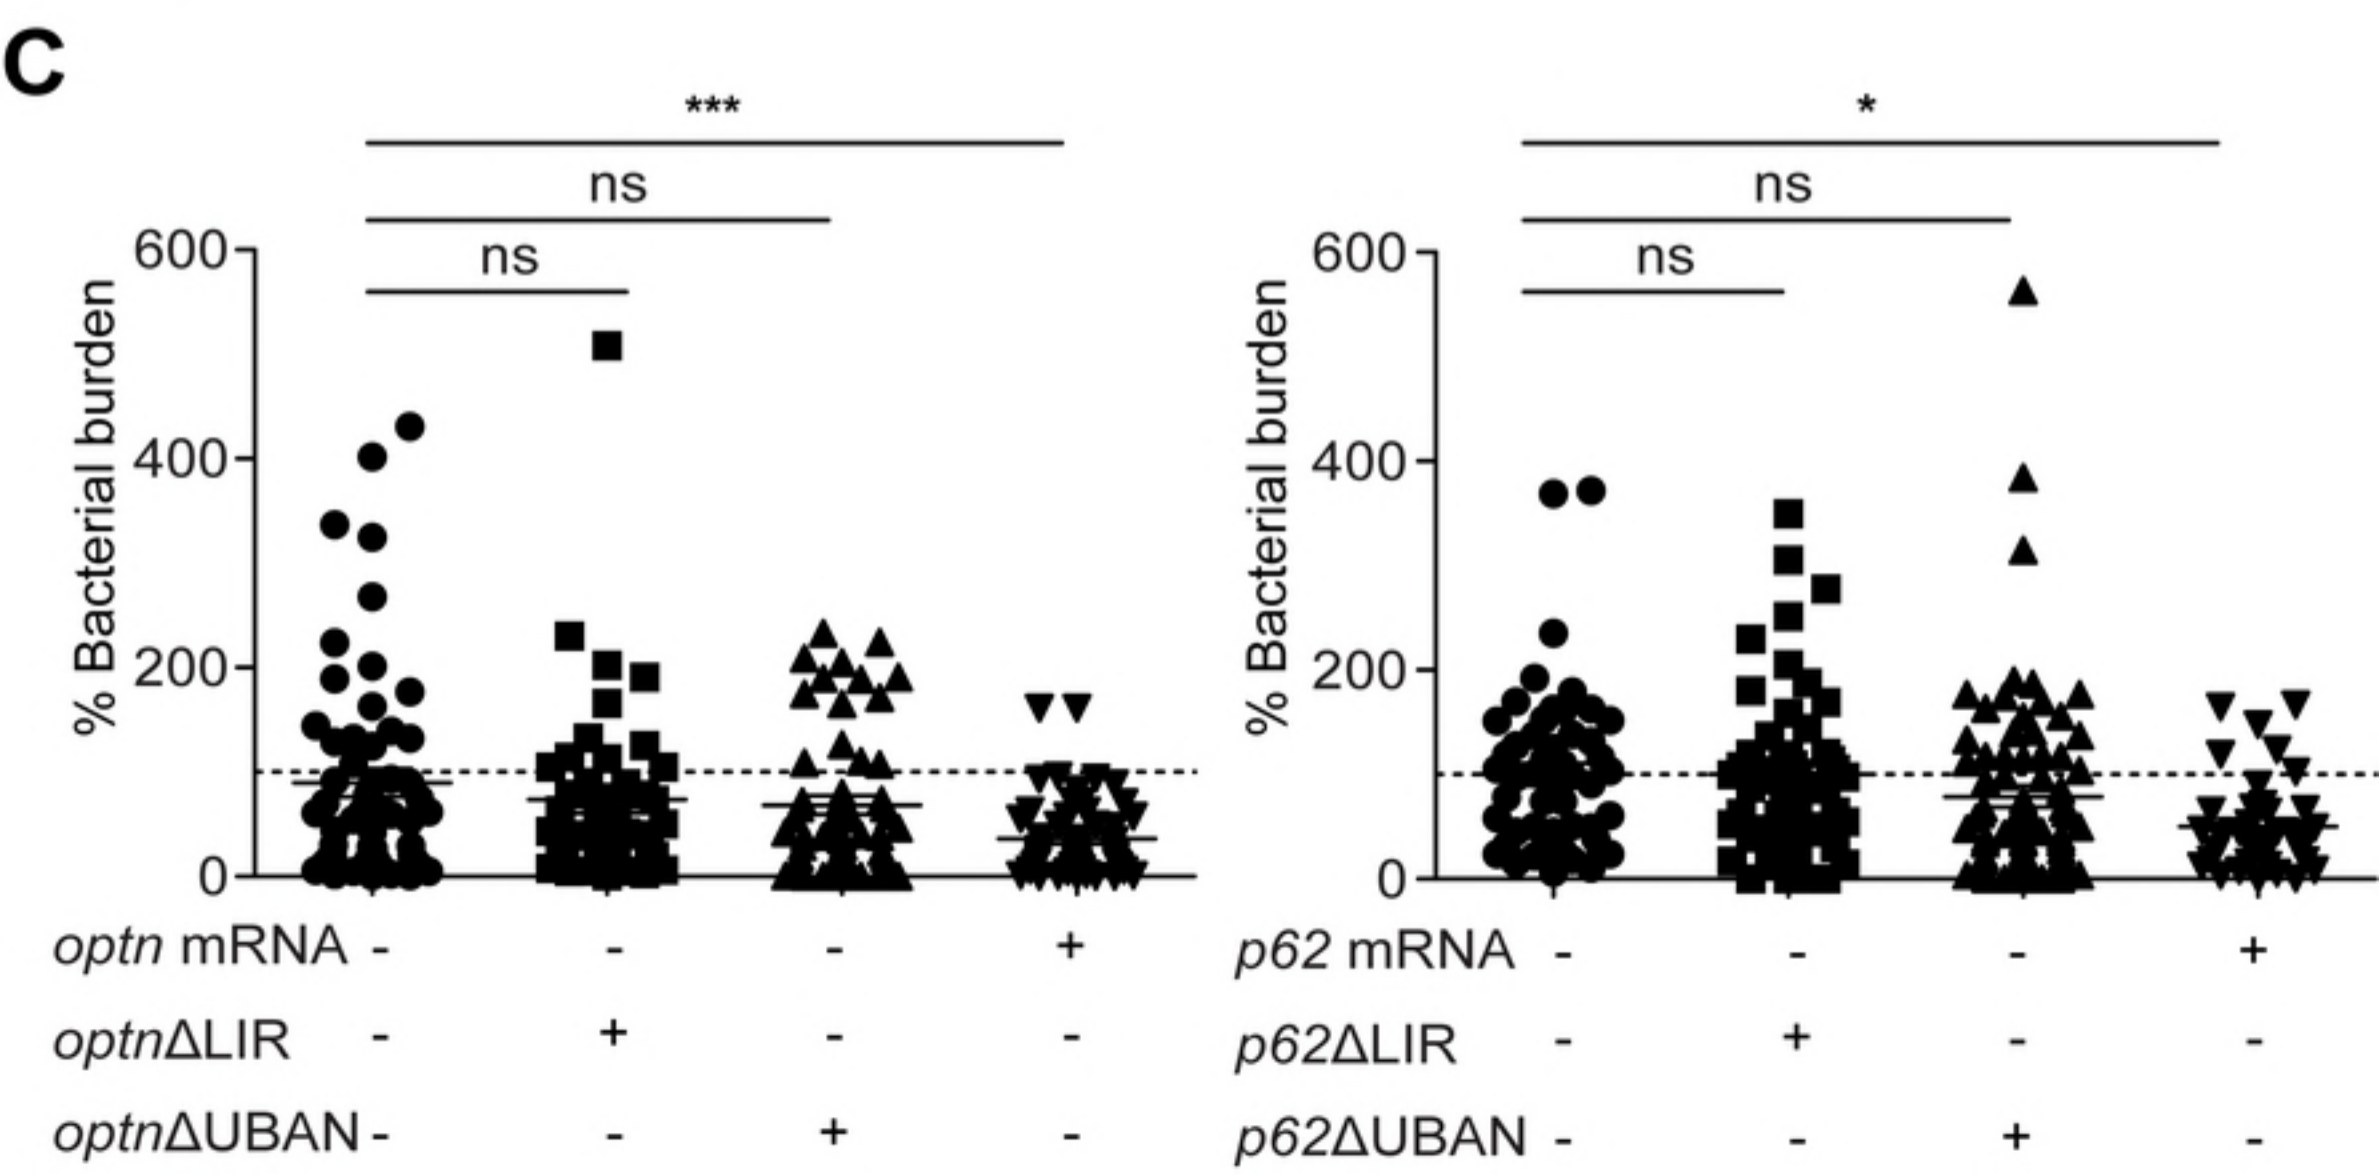 C
***
ns
ns
% Bacterial burden
600
400
200
0
optn mRNA - - - +
optnΔLIR - + - -
optnΔUBAN - - + -
*
ns
ns
% Bacterial burden
600
400
200
0
p62 mRNA - - - +
p62ΔLIR - + - -
p62ΔUBAN - - + -